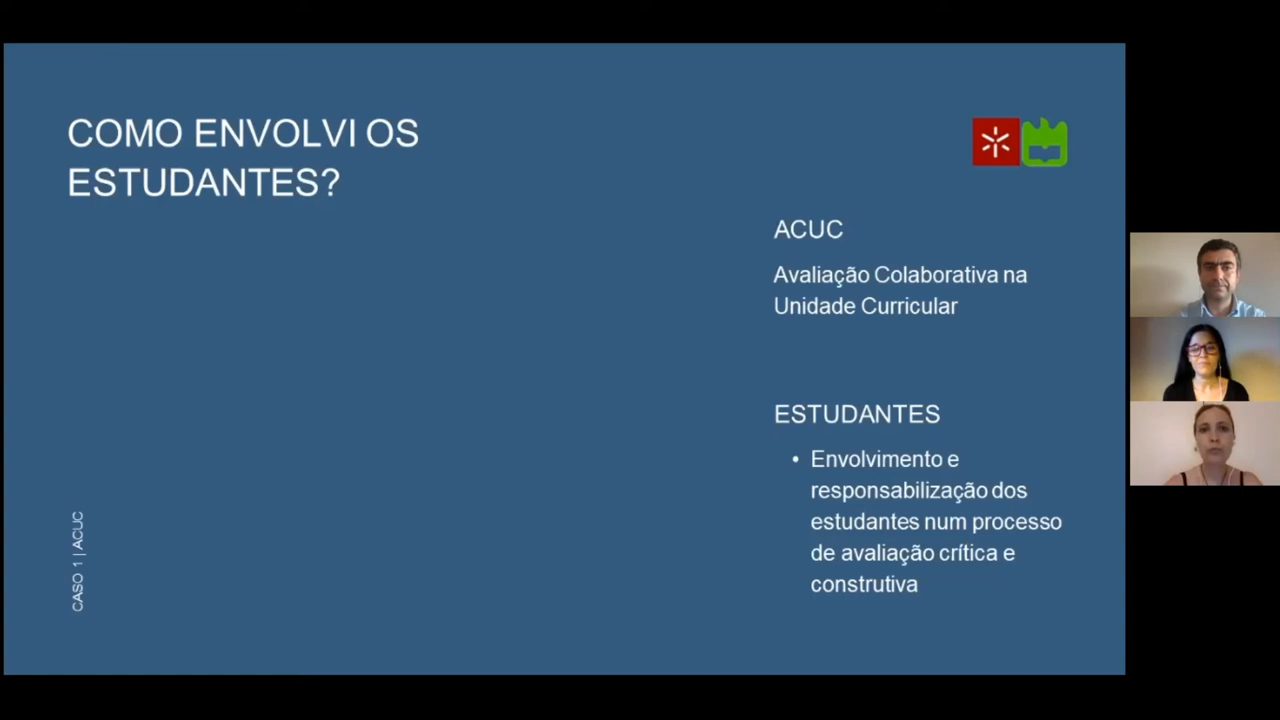 COMO ENVOLVI OS
ESTUDANTES?
ACUC
Avaliação Colaborativa na
Unidade Curricular
ESTUDANTES
• Envolvimento e
responsabilização dos
estudantes num processo
de avaliação crítica e
construtiva
CASO 1 | ACUC